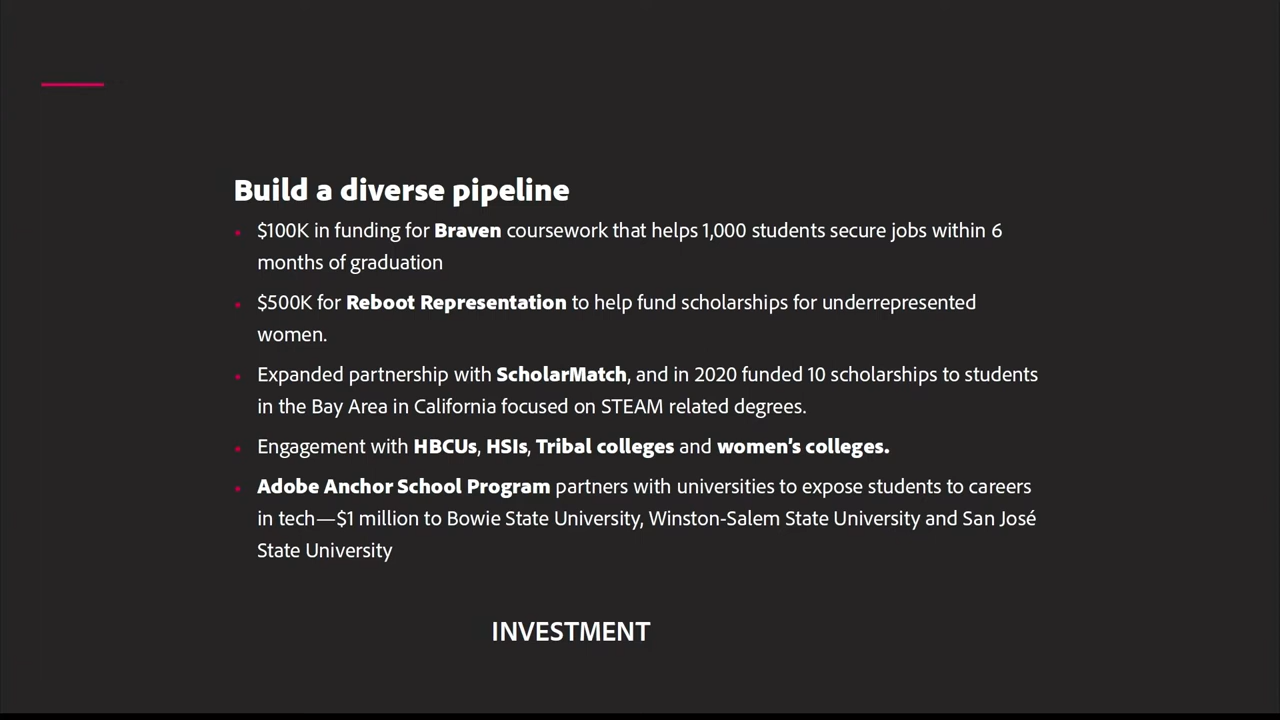 Build a diverse pipeline
• $100K in funding for Braven coursework that helps 1,000 students secure jobs within 6
months of graduation
• $500K for Reboot Representation to help fund scholarships for underrepresented
women.
• Expanded partnership with ScholarMatch, and in 2020 funded 10 scholarships to students
in the Bay Area in California focused on STEAM related degrees.
• Engagement with HBCUs, HSIs, Tribal colleges and women’s colleges.
• Adobe Anchor School Program partners with universities to expose students to careers
in tech—$1 million to Bowie State University, Winston-Salem State University and San José
State University
INVESTMENT